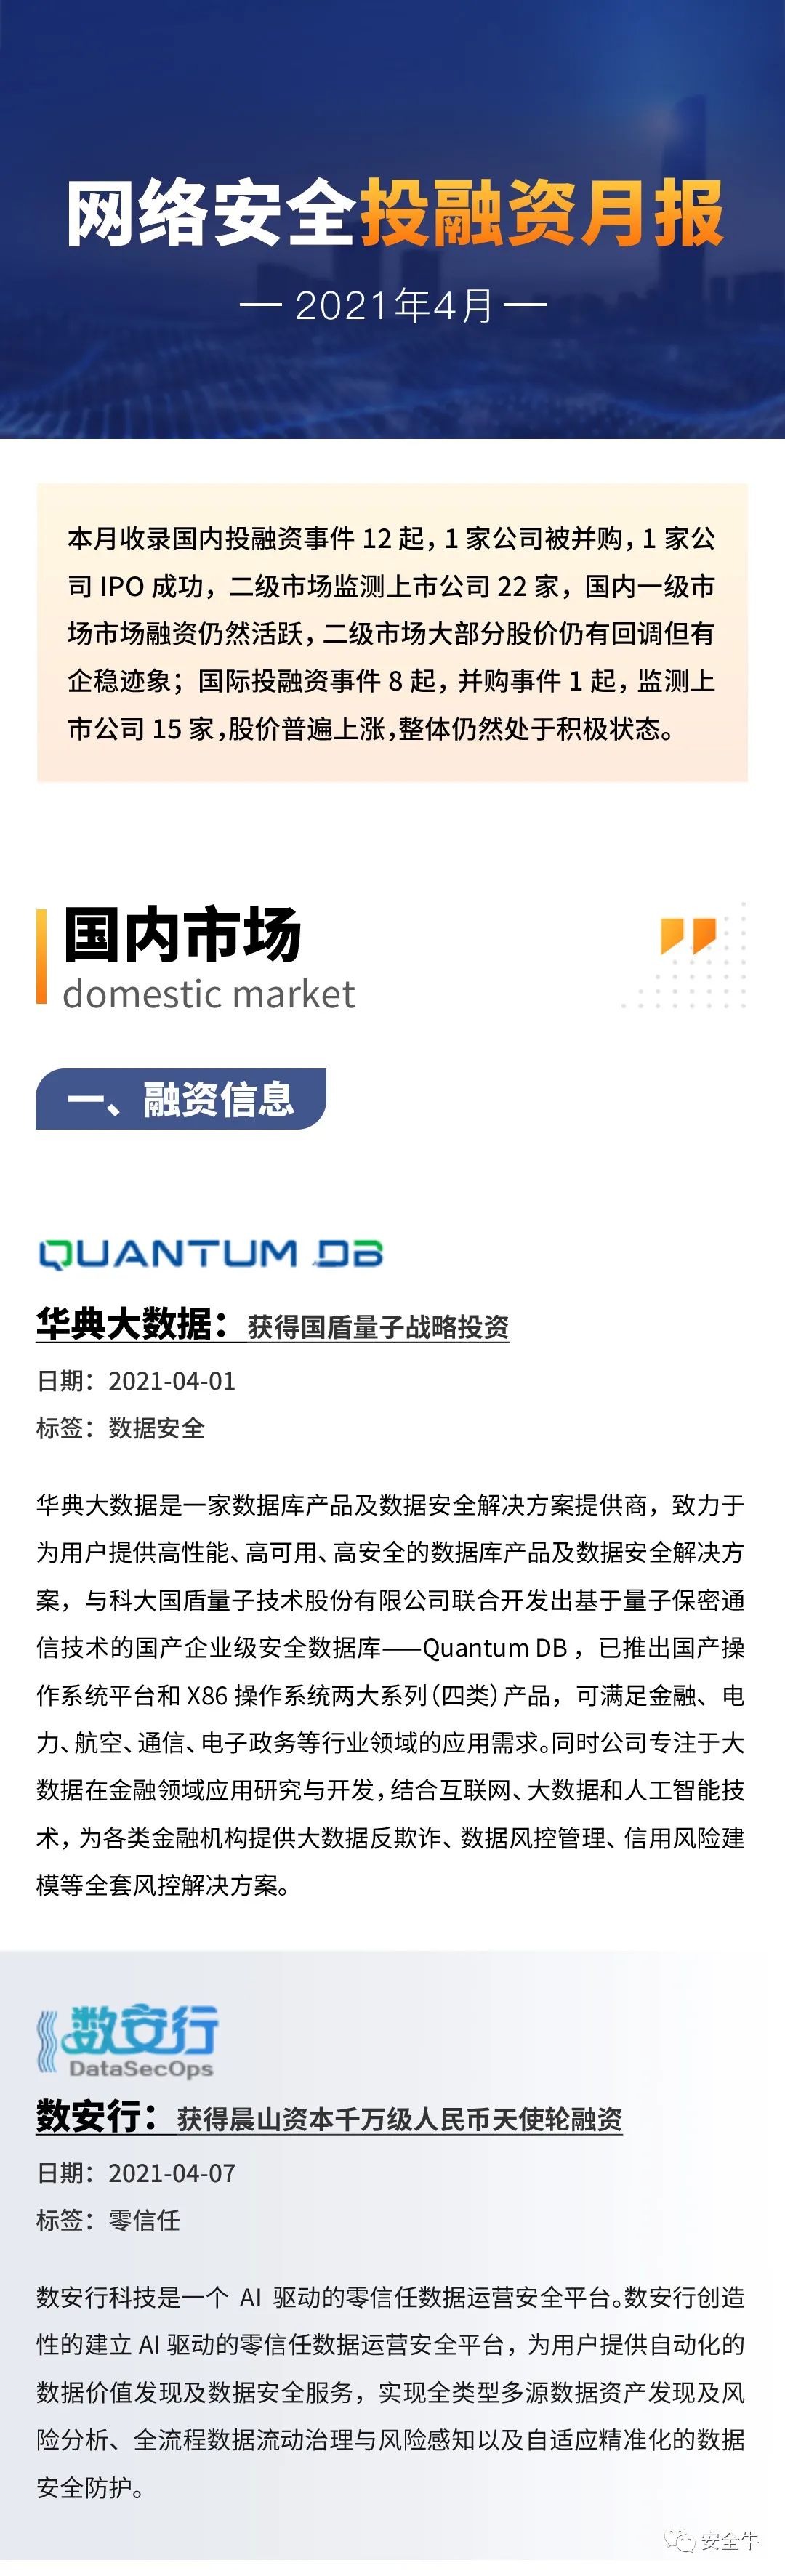 网络安全投融资月报
2021年4月
本月收录国内投融资事件 12 起，1 家公司被并购，1 家公
司 IPO 成功，二级市场监测上市公司 22 家，国内一级市
场市场融资仍然活跃，二级市场大部分股价仍有回调但有
企稳迹象；国际投融资事件 8 起，并购事件 1 起，监测上
市公司 15 家，股价普遍上涨，整体仍然处于积极状态。
国内市场
domestic market
一、融资信息
QUANTUM DB
华典大数据：获得国盾量子战略投资
日期：2021-04-01
标签：数据安全
华典大数据是一家数据库产品及数据安全解决方案提供商，致力于
为用户提供高性能、高可用、高安全的数据库产品及数据安全解决方
案，与科大国盾量子技术股份有限公司联合开发出基于量子保密通
信技术的国产企业级安全数据库——Quantum DB ，已推出国产操
作系统平台和 X86 操作系统两大系列（四类）产品，可满足金融、电
力、航空、通信、电子政务等行业领域的应用需求。同时公司专注于大
数据在金融领域应用研究与开发，结合互联网、大数据和人工智能技
术，为各类金融机构提供大数据反欺诈、数据风控管理、信用风险建
模等全套风控解决方案。
数安行
DataSecOps
数安行：获得晨山资本千万级人民币天使轮融资
日期：2021-04-07
标签：零信任
数安行科技是一个 AI 驱动的零信任数据运营安全平台。数安行创造
性的建立 AI 驱动的零信任数据运营安全平台，为用户提供自动化的
数据价值发现及数据安全服务，实现全类型多源数据资产发现及风
险分析、全流程数据流动治理与风险感知以及自适应精准化的数据
安全防护。
安全牛